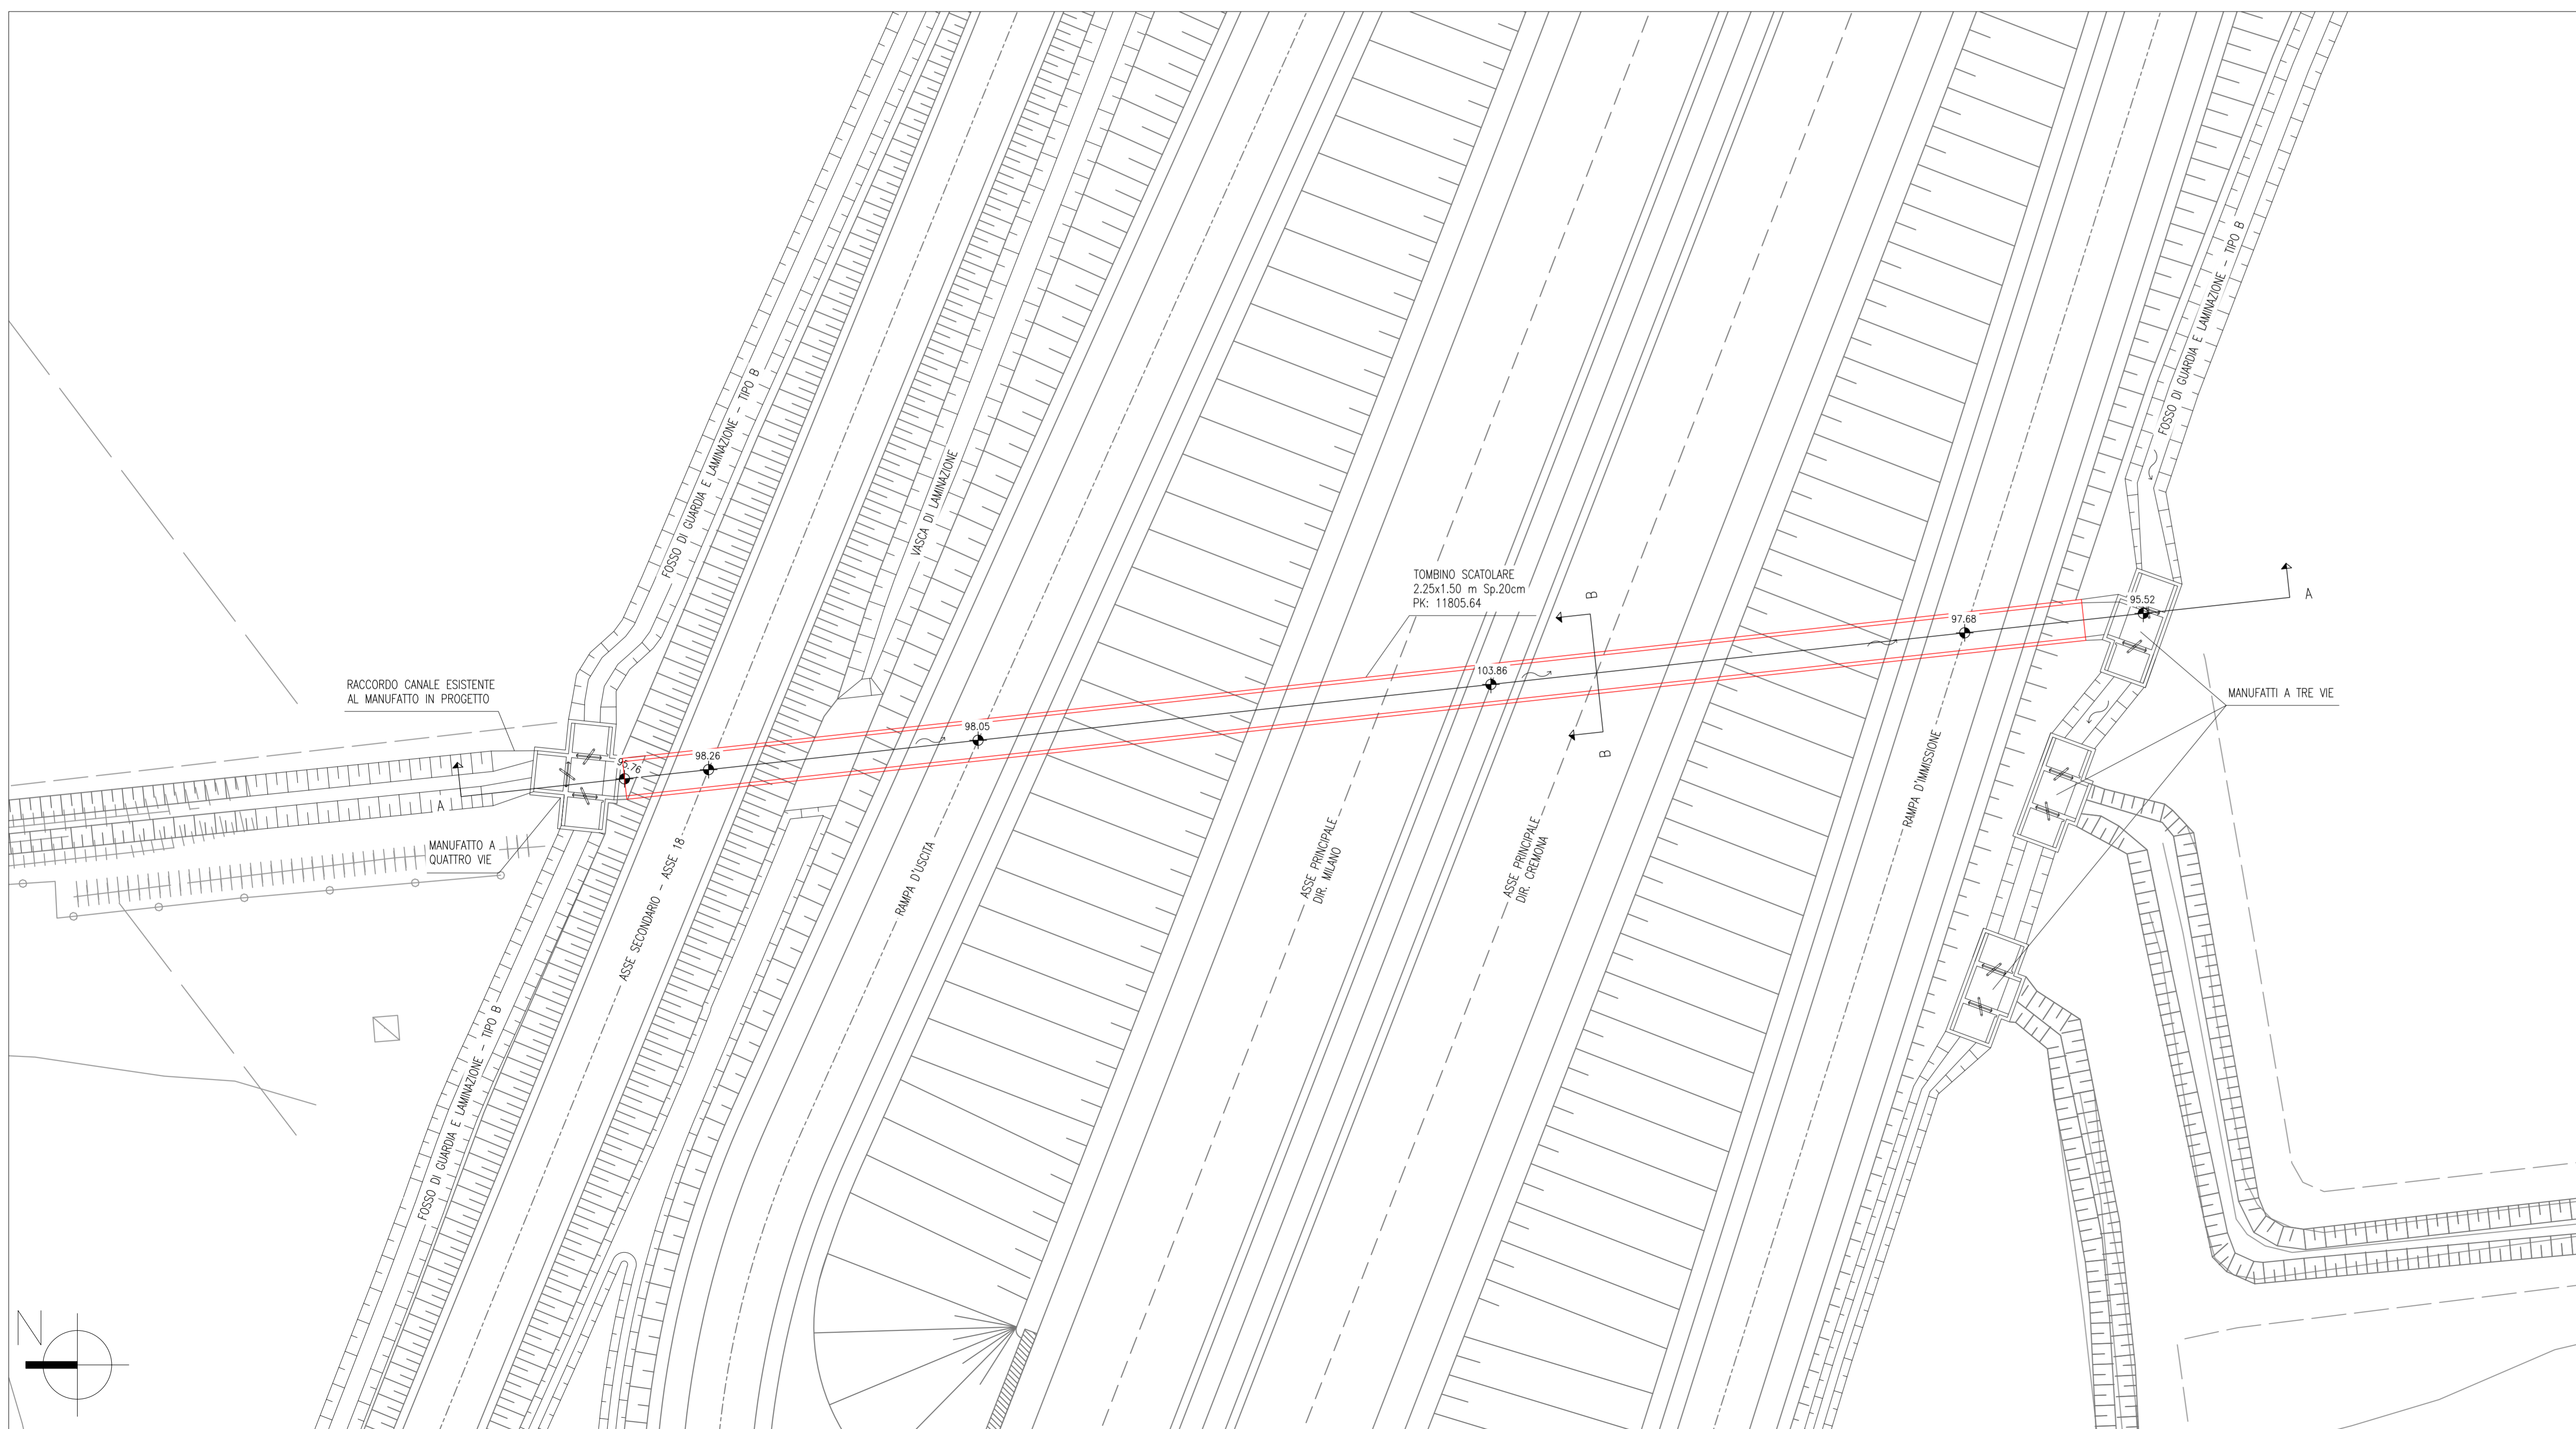 FOSSO DI GUARDIA E LAMINAZIONE - TIPO B
FOSSO DI GUARDIA E LAMINAZIONE - TIPO B
VASCA DI LAMINAZIONE
TOMBINO SCATOLARE
2.25x1.50 m Sp.20cm
PK: 11805.64
B
B
A
A
95.52
97.68
103.86
98.05
98.26
95.76
RACCORDO CANALE ESISTENTE
AL MANUFATTO IN PROGETTO
MANUFATTI A TRE VIE
MANUFATTO A
QUATTRO VIE
ASSE SECONDARIO - ASSE 18
RAMPA D'USCITA
ASSE PRINCIPALE
DIR. MILANO
ASSE PRINCIPALE
DIR. CREMONA
RAMPA D'IMMISSIONE
FOSSO DI GUARDIA E LAMINAZIONE - TIPO B
N